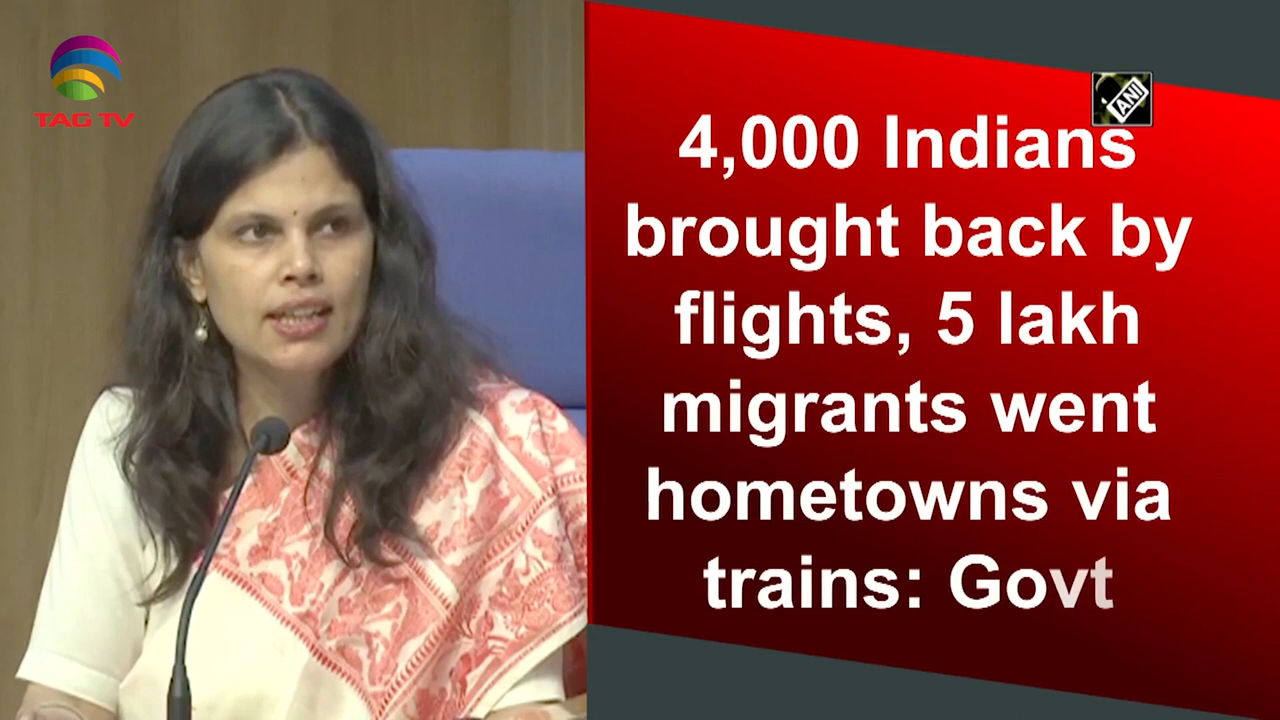 TAG TV
ANI
4,000 Indians
brought back by
flights, 5 lakh
migrants went
hometowns via
trains: Govt